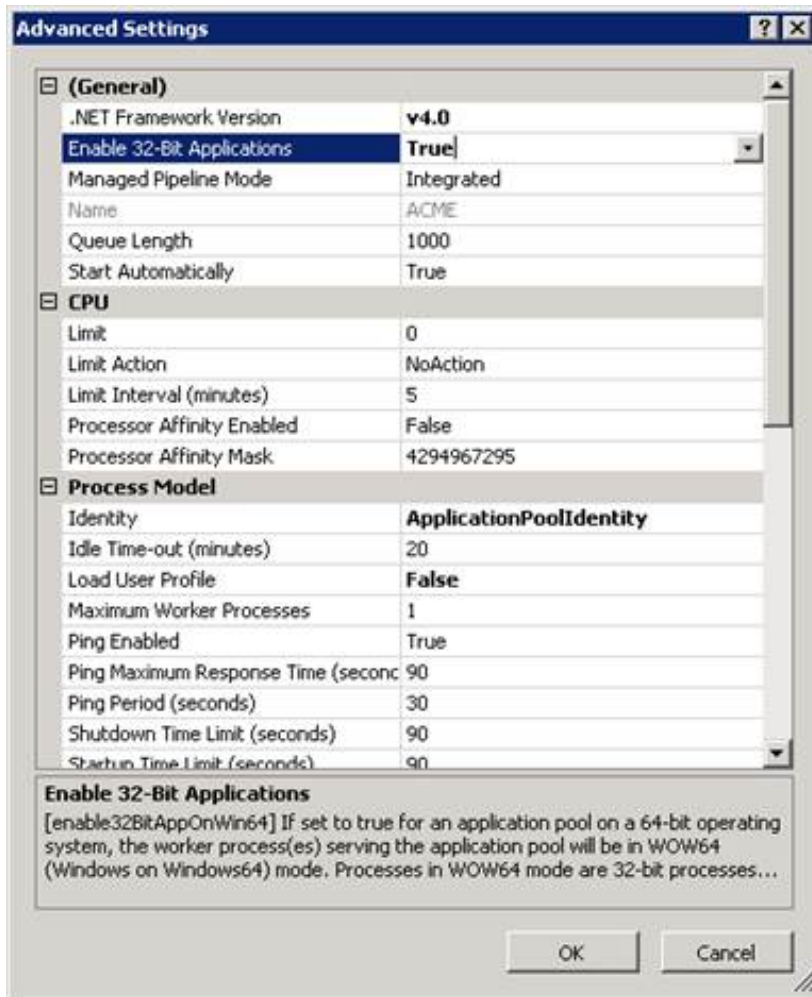 Advanced Settings
(General)
.NET Framework Version v4.0
Enable 32-Bit Applications True
Managed Pipeline Mode Integrated
Name ACME
Queue Length 1000
Start Automatically True
CPU
Limit 0
Limit Action NoAction
Limit Interval (minutes) 5
Processor Affinity Enabled False
Processor Affinity Mask 4294967295
Process Model
Identity ApplicationPoolIdentity
Idle Time-out (minutes) 20
Load User Profile False
Maximum Worker Processes 1
Ping Enabled True
Ping Maximum Response Time (secon 90
Ping Period (seconds) 30
Shutdown Time Limit (seconds) 90
Startup Time Limit (seconds) 90
Enable 32-Bit Applications
[enable32BitAppOnWin64] If set to true for an application pool on a 64-bit operating
system, the worker process(es) serving the application pool will be in WOW64
(Windows on Windows64) mode. Processes in WOW64 mode are 32-bit processes...
OK Cancel